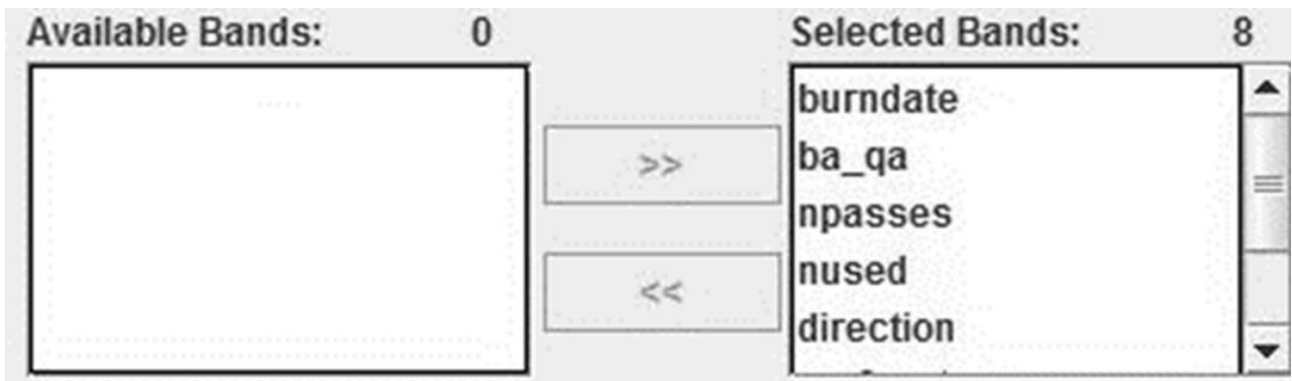 Available Bands: 0
Selected Bands: 8
>>
<<
burndate
ba_qa
npasses
nused
direction